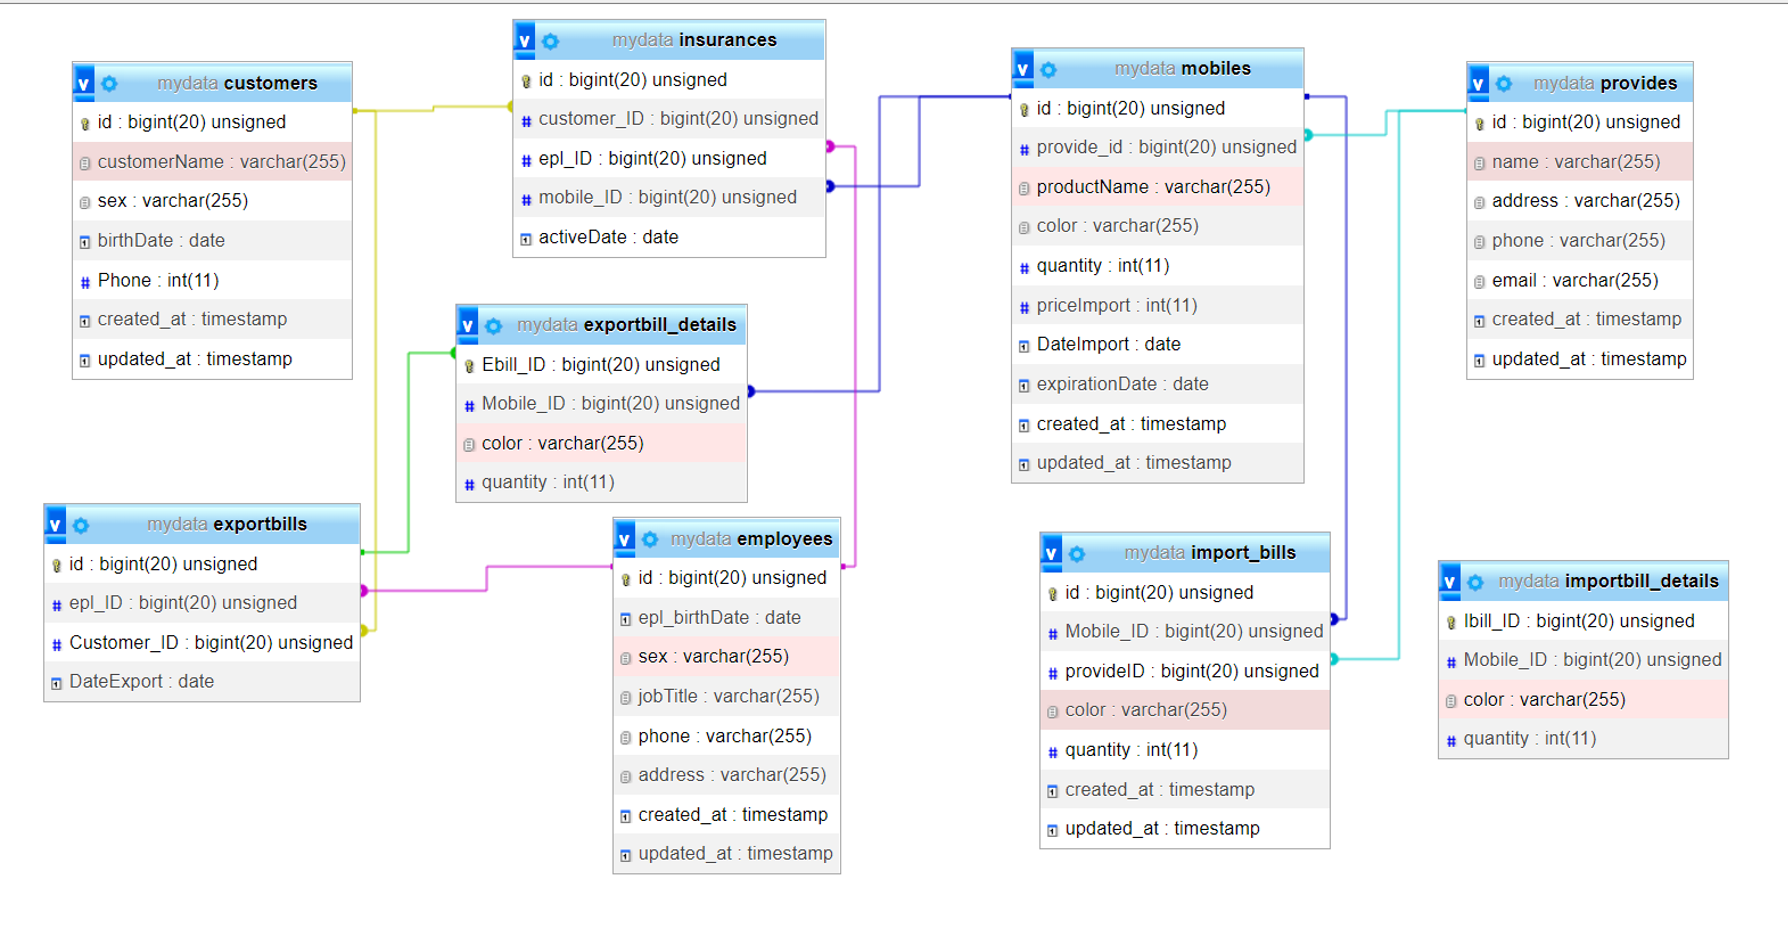 mydata customers
id : bigint(20) unsigned
customerName : varchar(255)
sex : varchar(255)
birthDate : date
Phone : int(11)
created_at : timestamp
updated_at : timestamp
mydata insurances
id : bigint(20) unsigned
customer_ID : bigint(20) unsigned
epl_ID : bigint(20) unsigned
mobile_ID : bigint(20) unsigned
activeDate : date
mydata mobiles
id : bigint(20) unsigned
provide_id : bigint(20) unsigned
productName : varchar(255)
color : varchar(255)
quantity : int(11)
priceImport : int(11)
DateImport : date
expirationDate : date
created_at : timestamp
updated_at : timestamp
mydata provides
id : bigint(20) unsigned
name : varchar(255)
address : varchar(255)
phone : varchar(255)
email : varchar(255)
created_at : timestamp
updated_at : timestamp
mydata exportbill_details
Ebill_ID : bigint(20) unsigned
Mobile_ID : bigint(20) unsigned
color : varchar(255)
quantity : int(11)
mydata exportbills
id : bigint(20) unsigned
epl_ID : bigint(20) unsigned
Customer_ID : bigint(20) unsigned
DateExport : date
mydata employees
id : bigint(20) unsigned
epl_birthDate : date
sex : varchar(255)
jobTitle : varchar(255)
phone : varchar(255)
address : varchar(255)
created_at : timestamp
updated_at : timestamp
mydata import_bills
id : bigint(20) unsigned
Mobile_ID : bigint(20) unsigned
provideID : bigint(20) unsigned
color : varchar(255)
quantity : int(11)
created_at : timestamp
updated_at : timestamp
mydata importbill_details
Ibill_ID : bigint(20) unsigned
Mobile_ID : bigint(20) unsigned
color : varchar(255)
quantity : int(11)